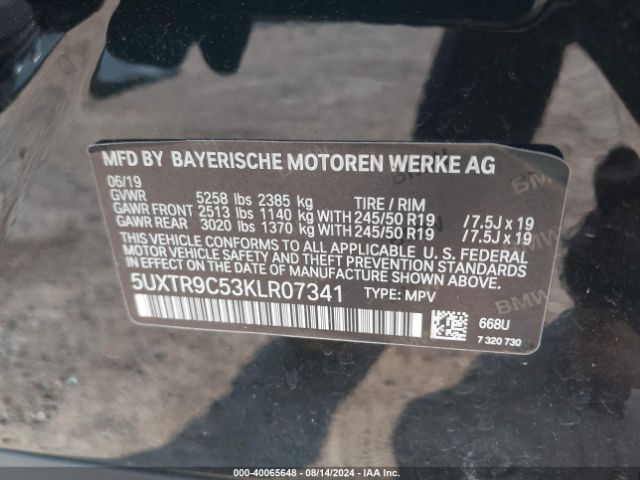 MFD BY BAYERISCHE MOTOREN WERKE AG
06/19
GVWR 5258 lbs 2385 kg TIRE / RIM
GAWR FRONT 2513 lbs 1140 kg WITH 245/50 R19 /7.5J x 19
GAWR REAR 3020 lbs 1370 kg WITH 245/50 R19 /7.5J x 19
THIS VEHICLE CONFORMS TO ALL APPLICABLE U.S. FEDERAL
MOTOR VEHICLE SAFETY AND THEFT PREVENTION STANDARDS
IN EFFECT ON THE DATE OF MANUFACTURE SHOWN ABOVE.
5UXTR9C53KLR07341 TYPE: MPV
668U
7 320 730
BMW
000-40065648 - 08/14/2024 - IAA Inc.